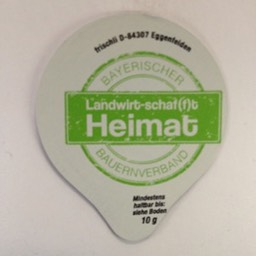 frischli D-84307 Eggenfelden
BAYERISCHER
Landwirt-schaf(f)t
Heimat
BAUERNVERBAND
Mindestens
haltbar bis:
siehe Boden
10 g